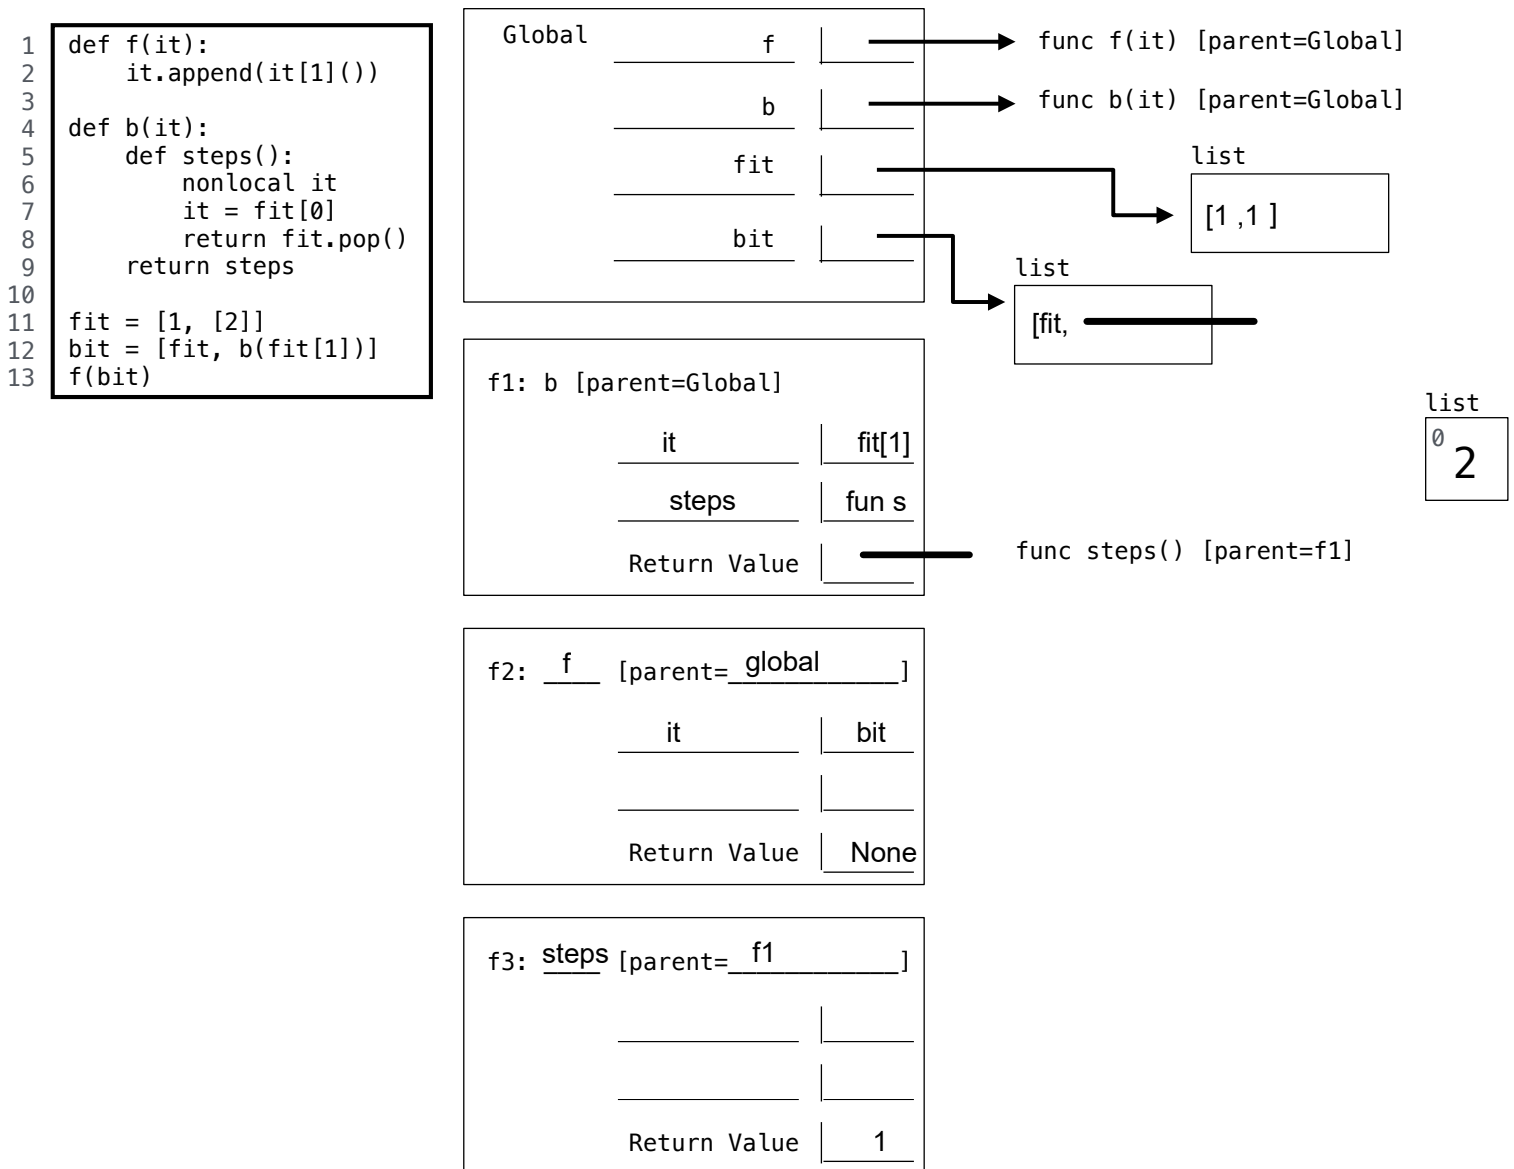 1 def f(it):
2     it.append(it[1]())
3
4 def b(it):
5     def steps():
6         nonlocal it
7         it = fit[0]
8         return fit.pop()
9     return steps
10
11 fit = [1, [2]]
12 bit = [fit, b(fit[1])]
13 f(bit)
Global
f
func f(it) [parent=Global]
b
func b(it) [parent=Global]
fit
list
[1 ,1 ]
bit
list
[fit,
f1: b [parent=Global]
it fit[1]
steps fun s
Return Value
func steps() [parent=f1]
list
0
2
f2: f [parent=global]
it bit
Return Value None
f3: steps [parent=f1]
Return Value 1